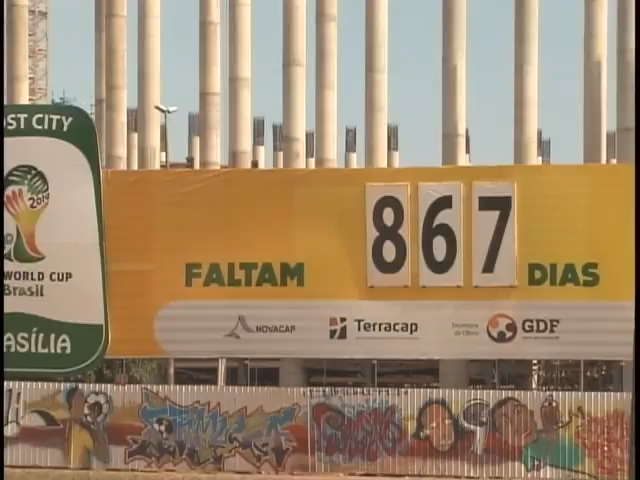 ST CITY
2014
WORLD CUP
Brasil
ASÍLIA
FALTAM 867 DIAS
NOVACAP
Terracap
GDF